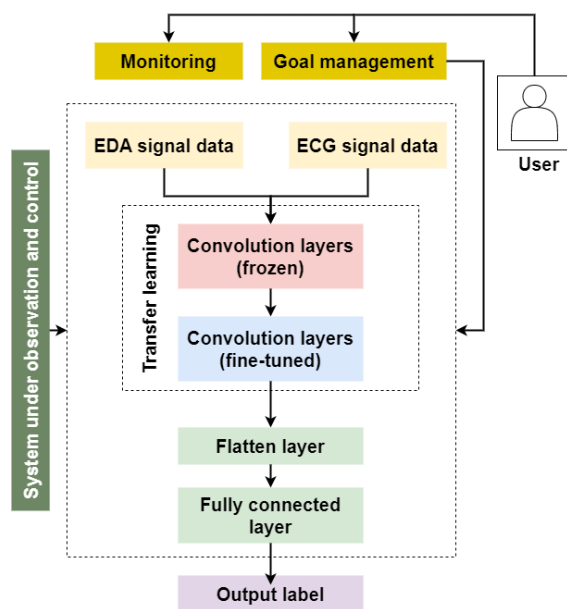 Monitoring
Goal management
User
EDA signal data
ECG signal data
System under observation and control
Transfer learning
Convolution layers
(frozen)
Convolution layers
(fine-tuned)
Flatten layer
Fully connected
layer
Output label